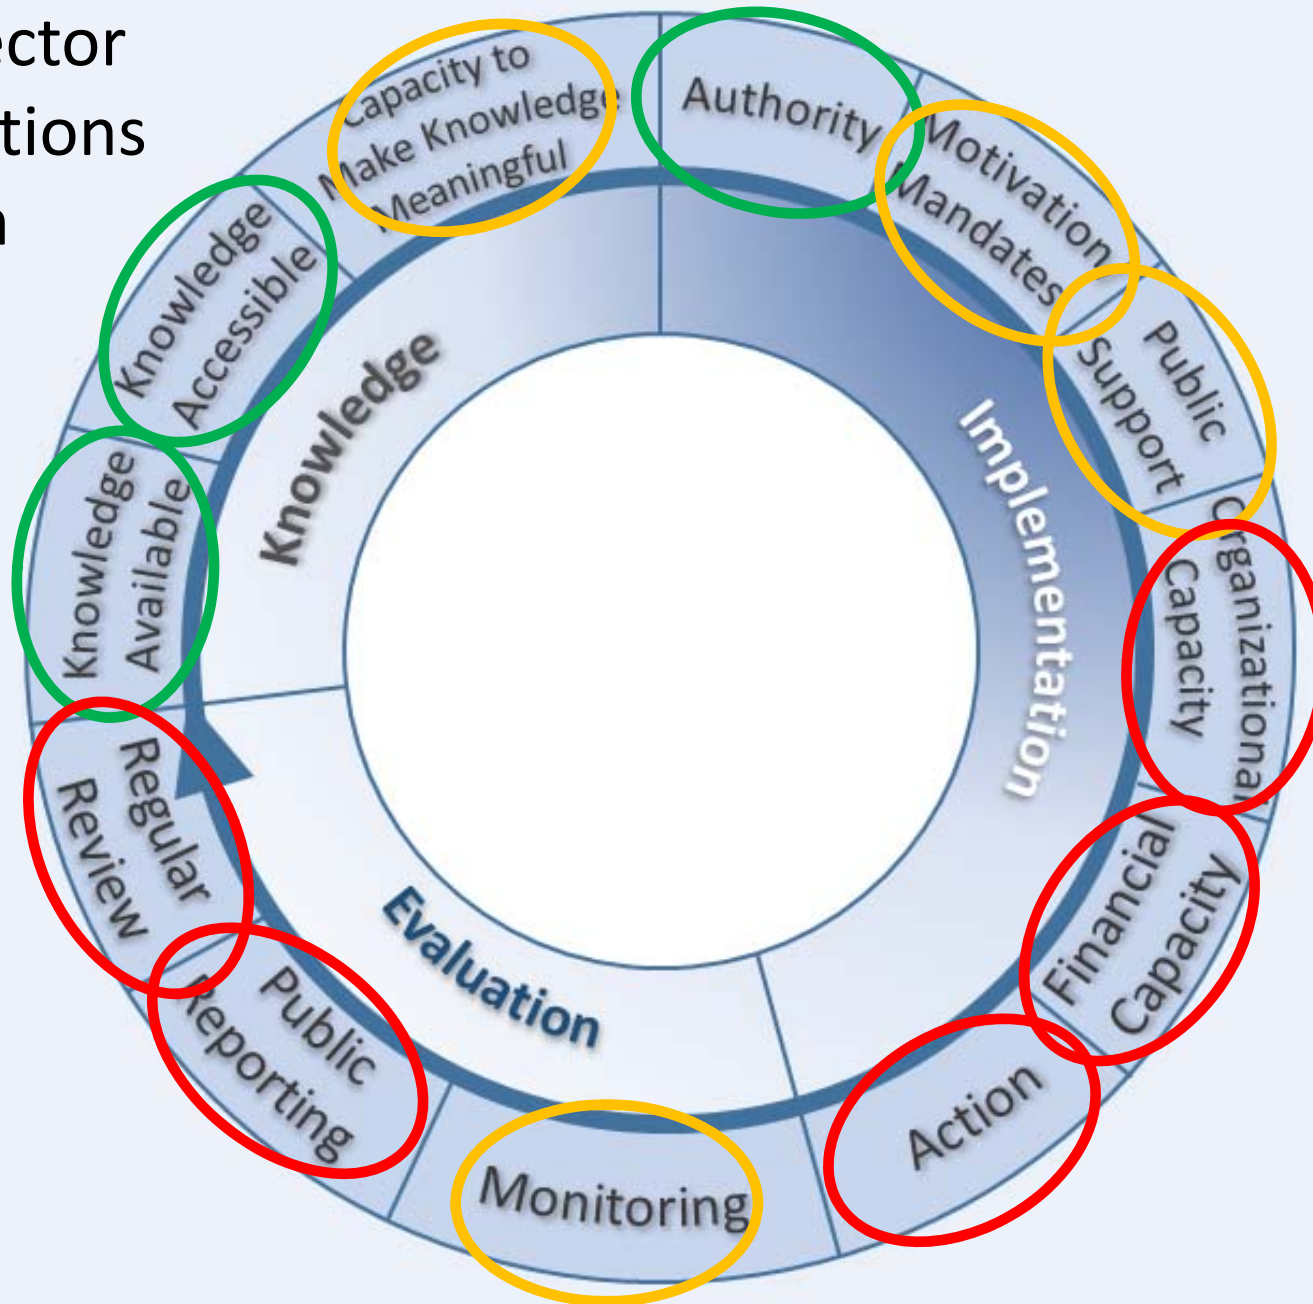 ector
tions
Authority
Motivation
Mandates
Public
Support
Organizational
Capacity
Financial
Capacity
Action
Monitoring
Public
Reporting
Regular
Review
Knowledge
Available
Knowledge
Accessible
Capacity to
Make Knowledge
Meaningful
Knowledge
Implementation
Evaluation